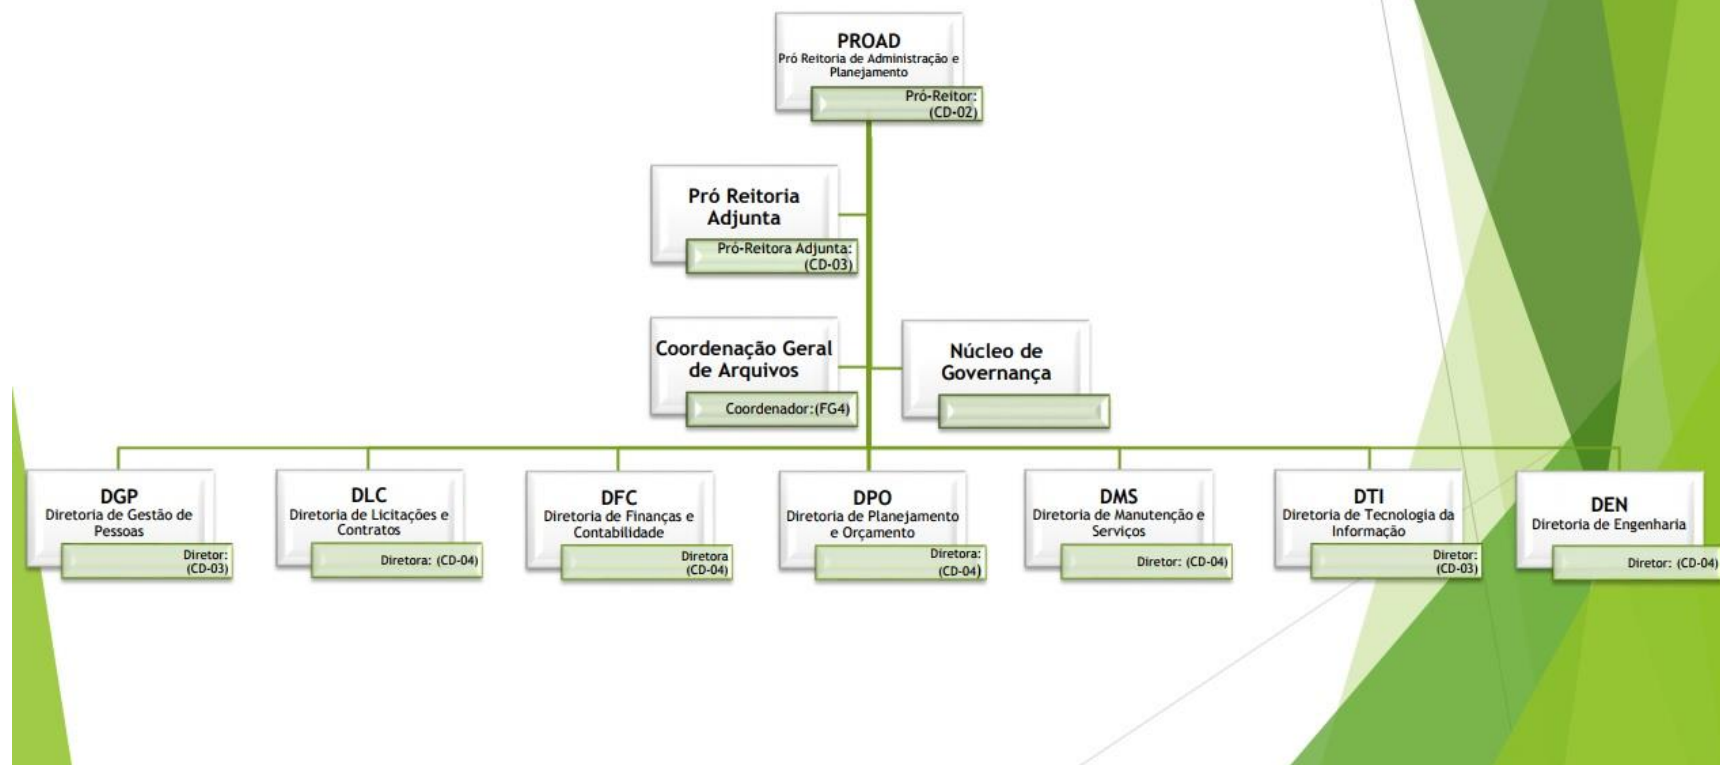 PROAD
Pró Reitoria de Administração e
Planejamento
Pró-Reitor:
(CD-02)
Pró Reitoria
Adjunta
Pró-Reitora Adjunta:
(CD-03)
Coordenação Geral
de Arquivos
Coordenador:(FG4)
Núcleo de
Governança
DGP
Diretoria de Gestão de
Pessoas
Diretor:
(CD-03)
DLC
Diretoria de Licitações e
Contratos
Diretora: (CD-04)
DFC
Diretoria de Finanças e
Contabilidade
Diretora
(CD-04)
DPO
Diretoria de Planejamento
e Orçamento
Diretora:
(CD-04)
DMS
Diretoria de Manutenção e
Serviços
Diretor: (CD-04)
DTI
Diretoria de Tecnologia da
Informação
Diretor:
(CD-03)
DEN
Diretoria de Engenharia
Diretor: (CD-04)